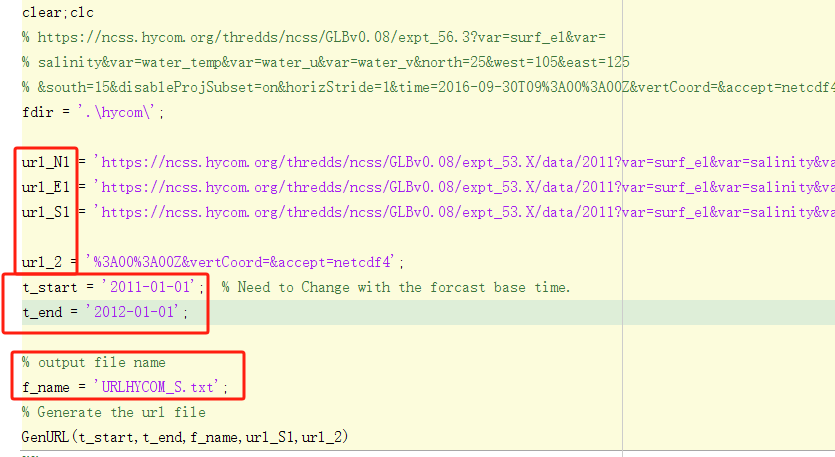 clear;clc
% https://ncss.hycom.org/thredds/ncss/GLBv0.08/expt_56.3?var=surf_el&var=
% salinity&var=water_temp&var=water_u&var=water_v&north=25&west=105&east=125
% &south=15&disableProjSubset=on&horizStride=1&time=2016-09-30T09%3A00%3A00Z&vertCoord=&accept=netcdf4
fdir = '.\hycom\';
url_N1 = 'https://ncss.hycom.org/thredds/ncss/GLBv0.08/expt_53.X/data/2011?var=surf_el&var=salinity&va
url_E1 = 'https://ncss.hycom.org/thredds/ncss/GLBv0.08/expt_53.X/data/2011?var=surf_el&var=salinity&va
url_S1 = 'https://ncss.hycom.org/thredds/ncss/GLBv0.08/expt_53.X/data/2011?var=surf_el&var=salinity&va
url_2 = '%3A00%3A00Z&vertCoord=&accept=netcdf4';
t_start = '2011-01-01';  % Need to Change with the forcast base time.
t_end = '2012-01-01';
% output file name
f_name = 'URLHYCOM_S.txt';
% Generate the url file
GenURL(t_start,t_end,f_name,url_S1,url_2)